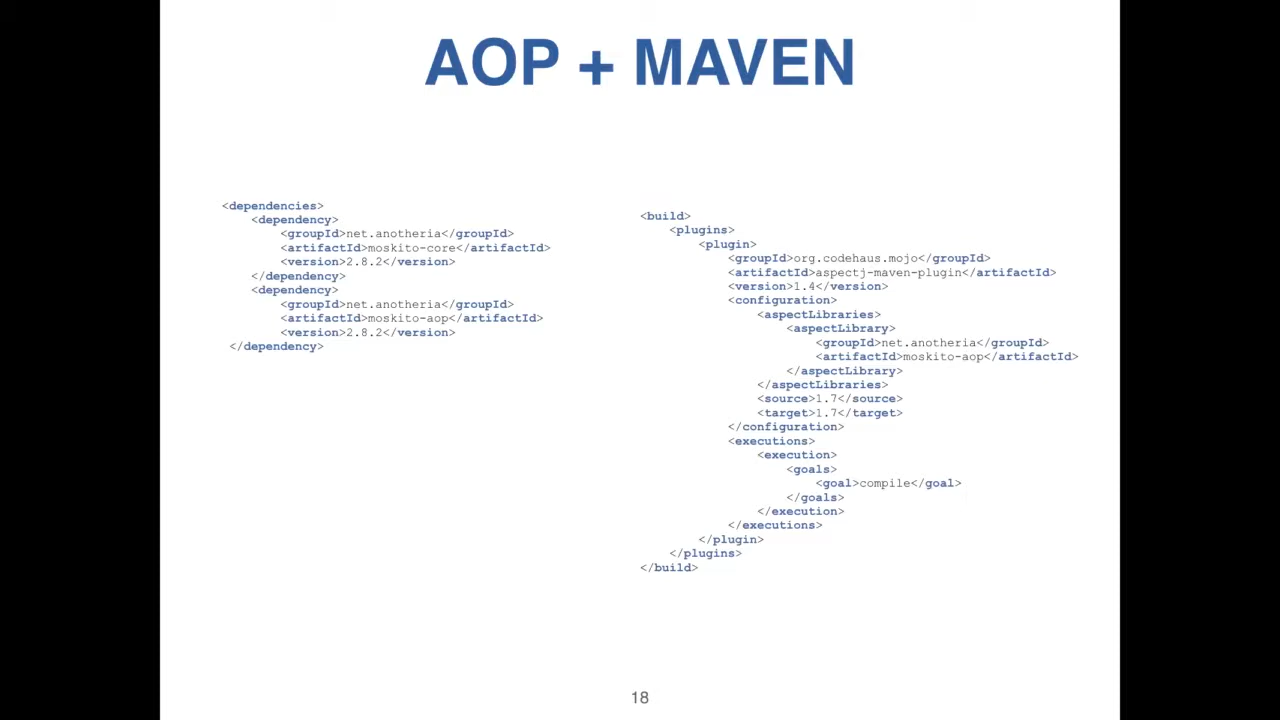 AOP + MAVEN
<dependencies>
<dependency>
<groupId>net.anotheria</groupId>
<artifactId>moskito-core</artifactId>
<version>2.8.2</version>
</dependency>
<dependency>
<groupId>net.anotheria</groupId>
<artifactId>moskito-aop</artifactId>
<version>2.8.2</version>
</dependency>
<build>
<plugins>
<plugin>
<groupId>org.codehaus.mojo</groupId>
<artifactId>aspectj-maven-plugin</artifactId>
<version>1.4</version>
<configuration>
<aspectLibraries>
<aspectLibrary>
<groupId>net.anotheria</groupId>
<artifactId>moskito-aop</artifactId>
</aspectLibrary>
</aspectLibraries>
<source>1.7</source>
<target>1.7</target>
</configuration>
<executions>
<execution>
<goals>
<goal>compile</goal>
</goals>
</execution>
</executions>
</plugin>
</plugins>
</build>
18